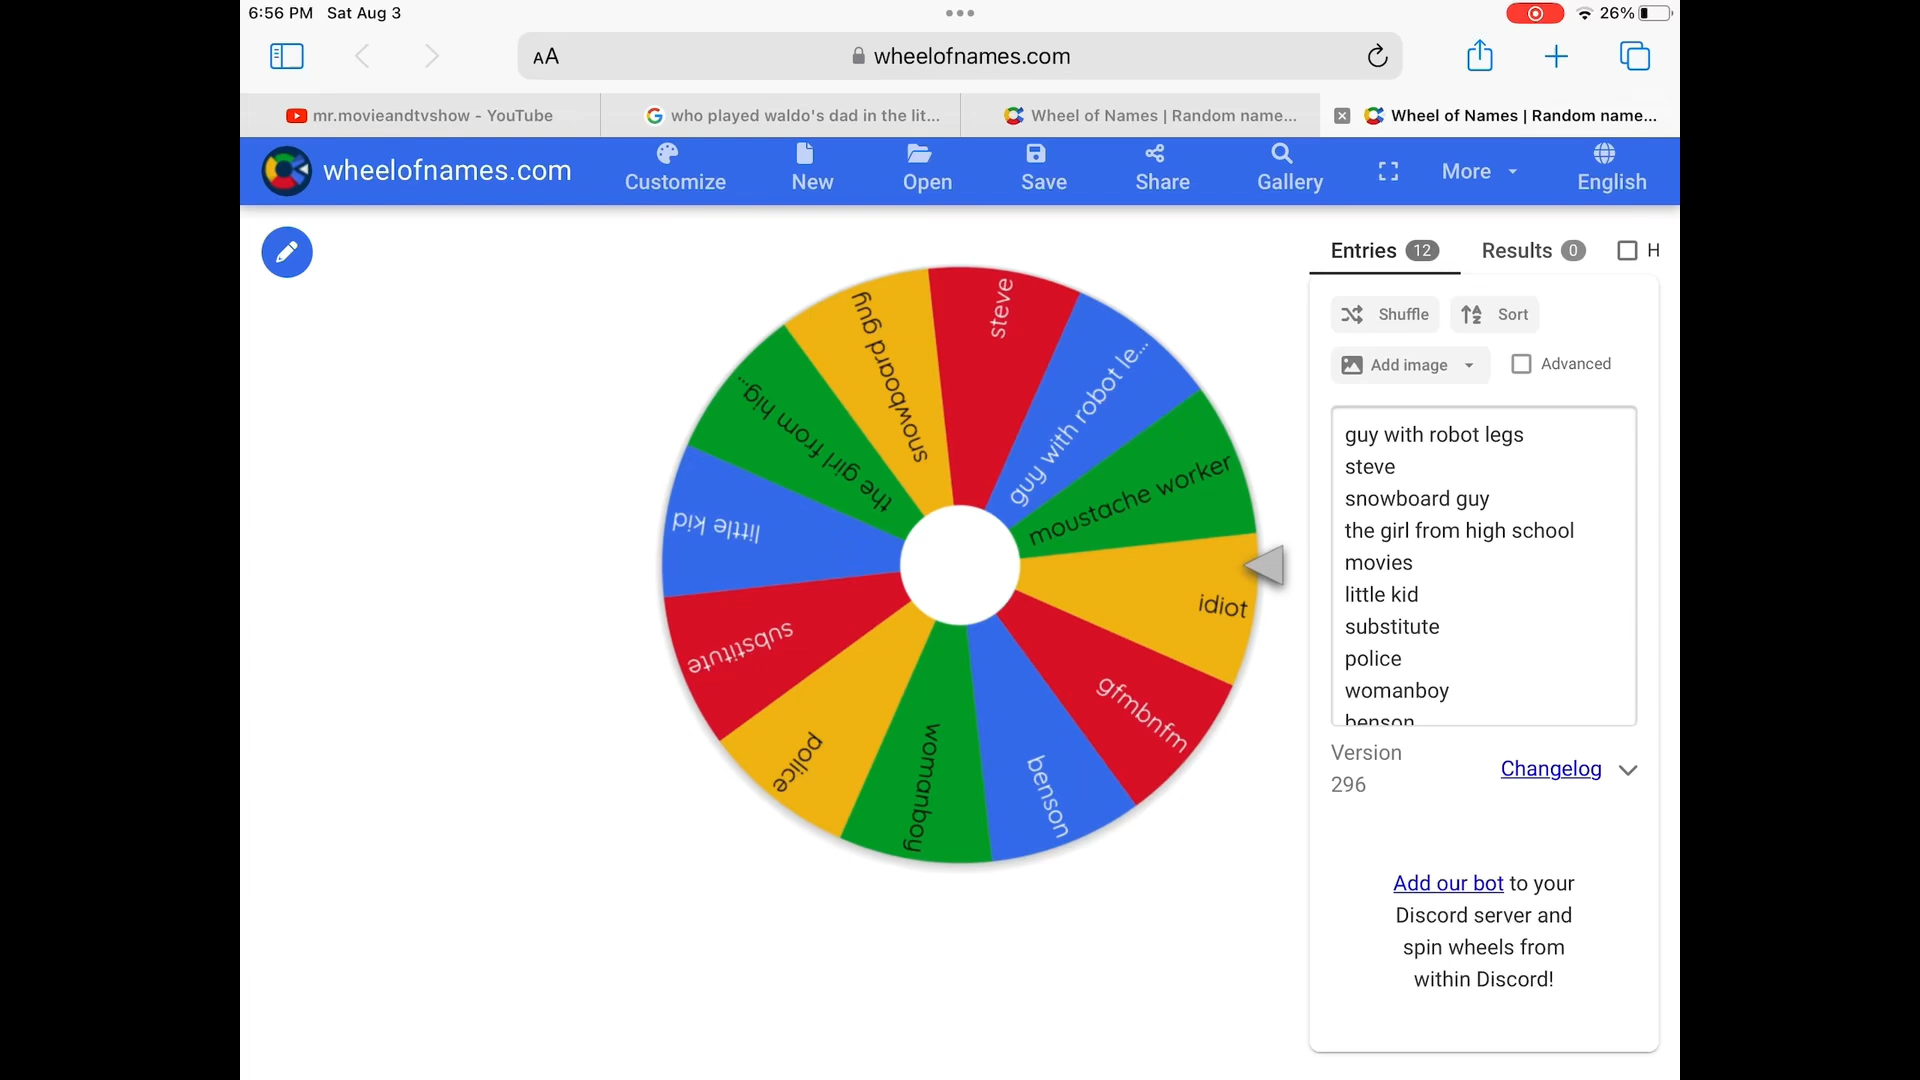 6:56 PM Sat Aug 3
26%
AA
wheelofnames.com
mr.movieandtvshow - YouTube
who played waldo's dad in the lit...
Wheel of Names | Random name...
Wheel of Names | Random name...
wheelofnames.com
Customize
New
Open
Save
Share
Gallery
More
English
Entries 12
Results 0
H
Shuffle
Sort
Add image
Advanced
guy with robot legs
steve
snowboard guy
the girl from high school
movies
little kid
substitute
police
womanboy
benson
Version
296
Changelog
Add our bot to your
Discord server and
spin wheels from
within Discord!
steve
guy with robot le...
moustache worker
idiot
gfmbnfm
benson
womanboy
police
substitute
little kid
the girl from hig...
snowboard guy